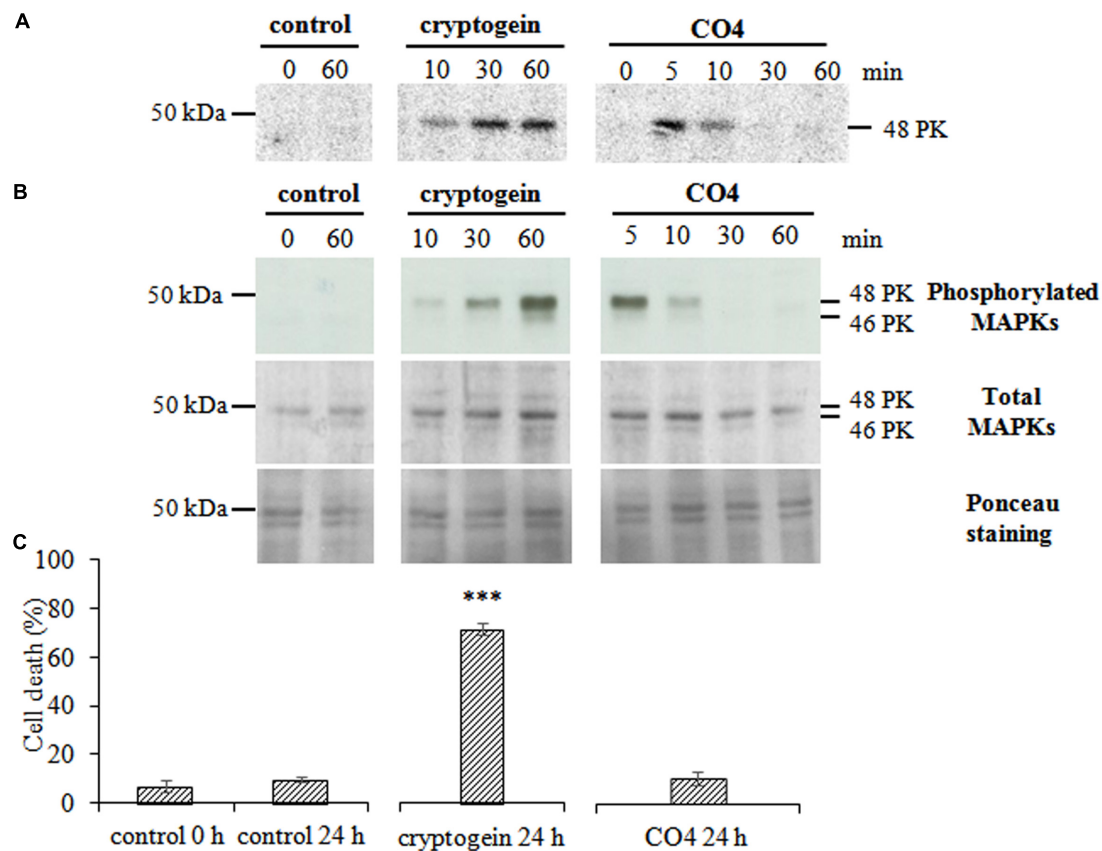 A
control cryptogein CO4
0 60 10 30 60 0 5 10 30 60 min
50 kDa 48 PK
B
control cryptogein CO4
0 60 10 30 60 5 10 30 60 min
50 kDa 48 PK Phosphorylated
46 PK MAPKs
50 kDa 48 PK Total
46 PK MAPKs
50 kDa Ponceau
staining
C
Cell death (%)
100
80
60
40
20
0
***
control 0 h control 24 h cryptogein 24 h CO4 24 h